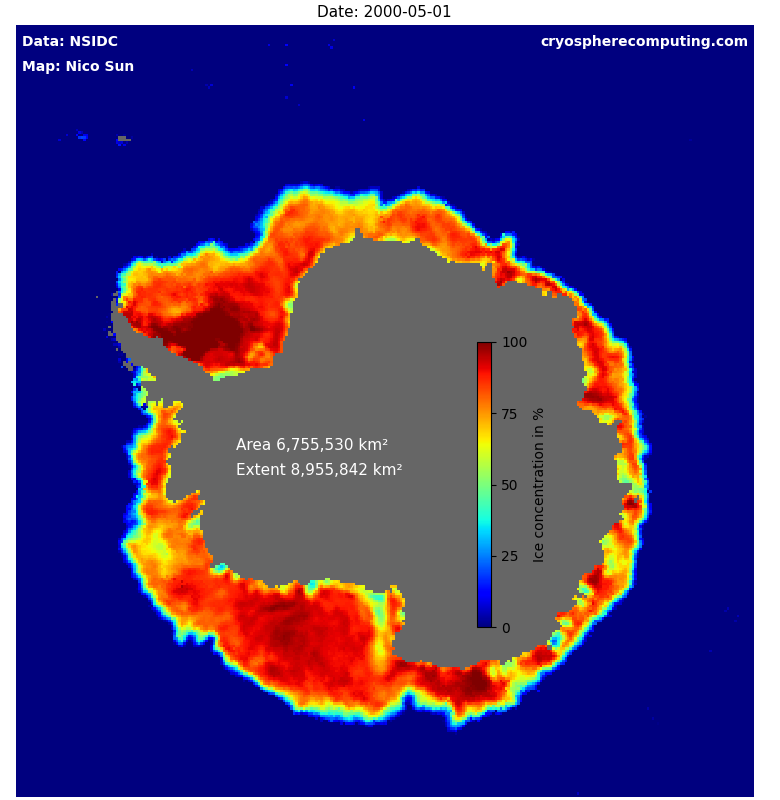 Date: 2000-05-01
Data: NSIDC
cryospherecomputing.com
Map: Nico Sun
100
75
50
25
0
Ice concentration in %
Area 6,755,530 km²
Extent 8,955,842 km²